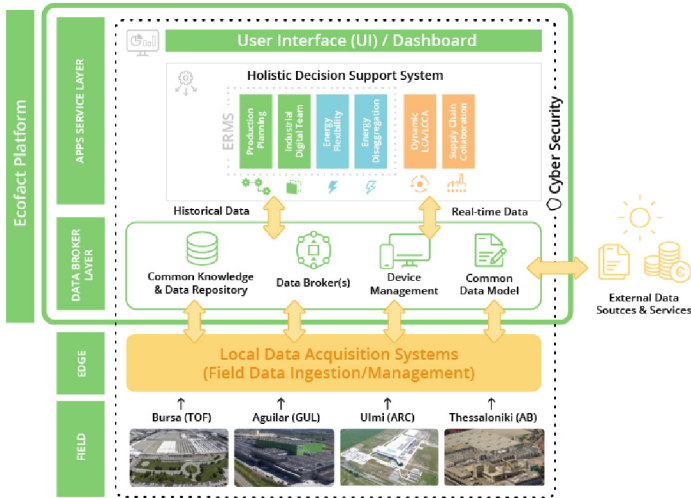 User Interface (UI) / Dashboard
Holistic Decision Support System
Ecofact Platform
APPS SERVICE LAYER
ERMS
Production
Planning
Industrial
Digital Team
Energy
Flexibility
Energy
Disaggregation
Dynamic
LCA/LCCA
Supply Chain
Collaboration
Cyber Security
Historical Data
Real-time Data
DATA BROKER
LAYER
Common Knowledge
& Data Repository
Data Broker(s)
Device
Management
Common
Data Model
External Data
Sources & Services
EDGE
Local Data Acquisition Systems
(Field Data Ingestion/Management)
FIELD
Bursa (TOF)
Aguilar (GUL)
Ulmi (ARC)
Thessaloniki (AB)